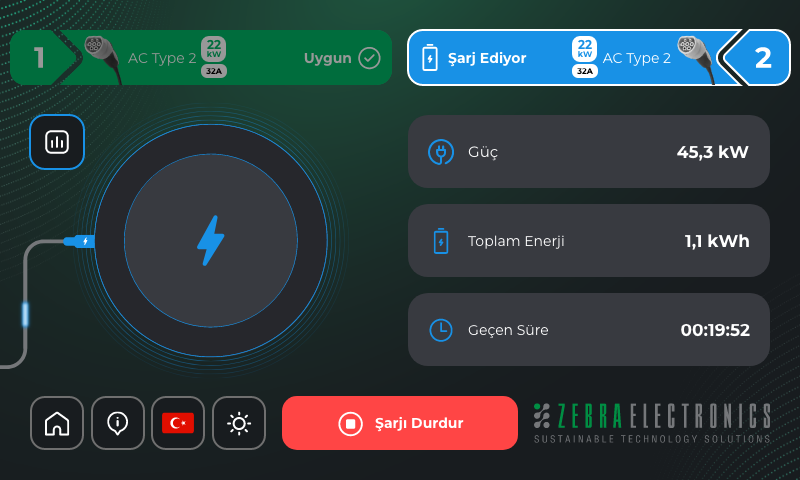 1
AC Type 2
22
kW
32A
Uygun
Şarj Ediyor
22
kW
32A
AC Type 2
2
Güç
45,3 kW
Toplam Enerji
1,1 kWh
Geçen Süre
00:19:52
Şarjı Durdur
ZEBRA ELECTRONICS
SUSTAINABLE TECHNOLOGY SOLUTIONS